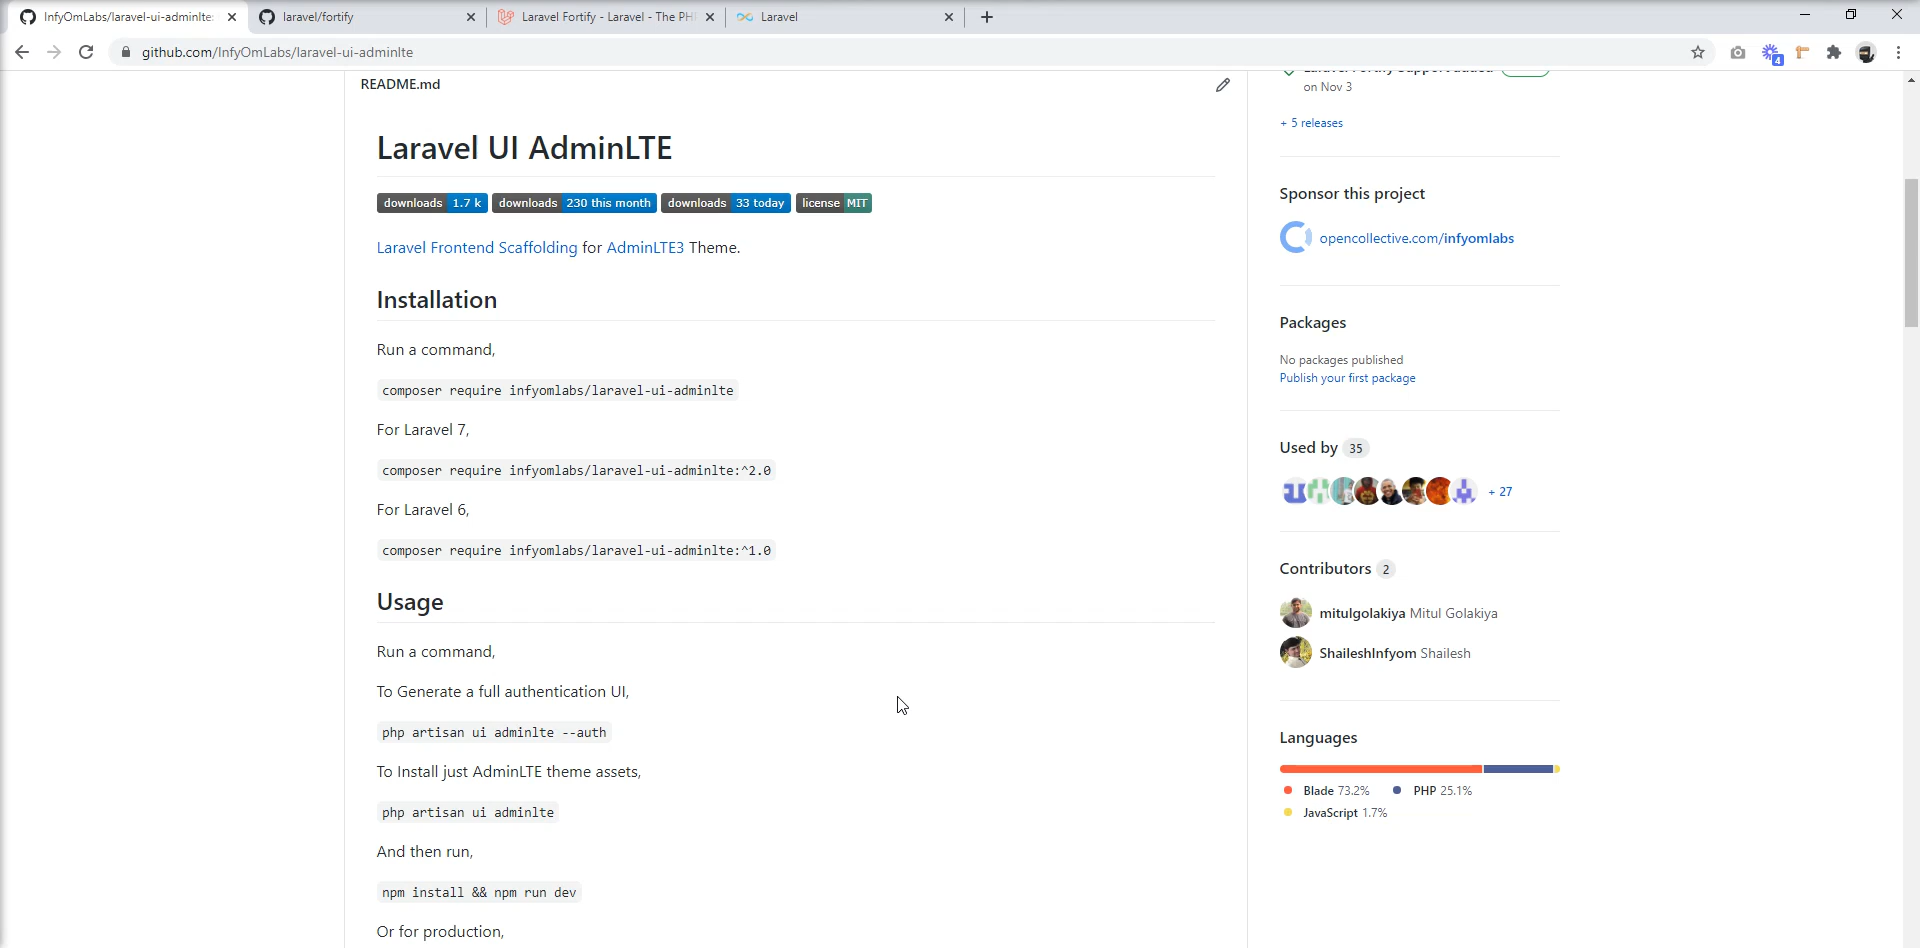 InfyOmLabs/laravel-ui-adminlte:
laravel/fortify
Laravel Fortify - Laravel - The PH
Laravel
github.com/InfyOmLabs/laravel-ui-adminlte
4
README.md
Laravel UI AdminLTE
downloads 1.7 k downloads 230 this month downloads 33 today license MIT
Laravel Frontend Scaffolding for AdminLTE3 Theme.
Installation
Run a command,
composer require infyomlabs/laravel-ui-adminlte
For Laravel 7,
composer require infyomlabs/laravel-ui-adminlte:^2.0
For Laravel 6,
composer require infyomlabs/laravel-ui-adminlte:^1.0
Usage
Run a command,
To Generate a full authentication UI,
php artisan ui adminlte --auth
To Install just AdminLTE theme assets,
php artisan ui adminlte
And then run,
npm install && npm run dev
Or for production,
Laravel Fortify Support added
on Nov 3
+ 5 releases
Sponsor this project
opencollective.com/infyomlabs
Packages
No packages published
Publish your first package
Used by 35
+ 27
Contributors 2
mitulgolakiya Mitul Golakiya
ShaileshInfyom Shailesh
Languages
Blade 73.2% PHP 25.1%
JavaScript 1.7%